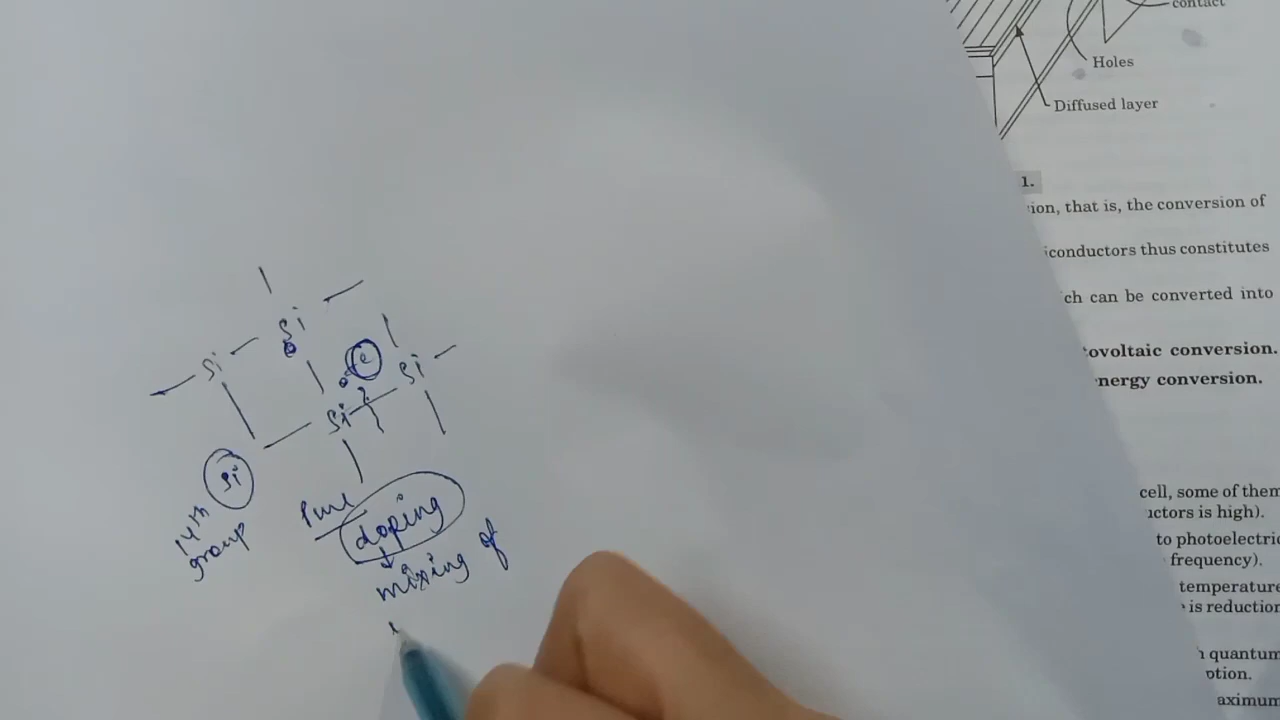 contact
Holes
Diffused layer
1.
ion, that is, the conversion of
iconductors thus constitutes
ch can be converted into
ovoltaic conversion.
nergy conversion.
cell, some of them
uctors is high).
to photoelectric
frequency).
temperature
is reduction
quantum
otion.
aximum
Si
Si
e
Si
Si
Si
14th
group
Pure
doping
mixing of